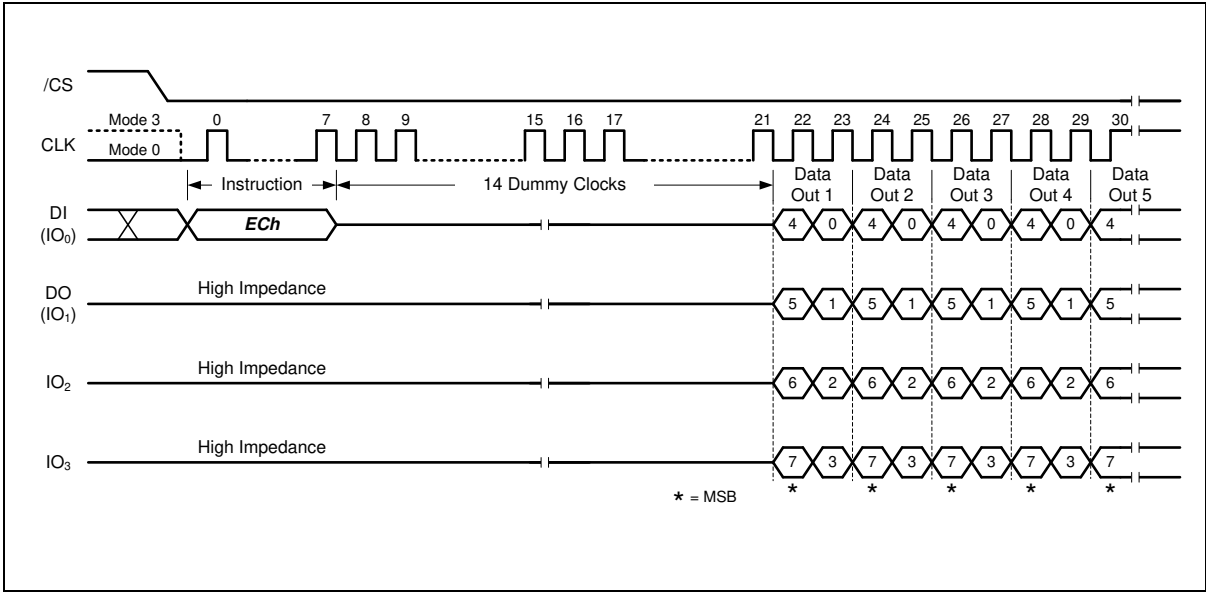 /CS
Mode 3 0 7 8 9 15 16 17 21 22 23 24 25 26 27 28 29 30
CLK
Mode 0
Instruction 14 Dummy Clocks Data Data Data Data Data
Out 1 Out 2 Out 3 Out 4 Out 5
DI
(IO₀)
ECh 4 0 4 0 4 0 4 0 4
High Impedance
DO
(IO₁)
5 1 5 1 5 1 5 1 5
High Impedance
IO₂ 6 2 6 2 6 2 6 2 6
High Impedance
IO₃ 7 3 7 3 7 3 7 3 7
* * * * *
* = MSB